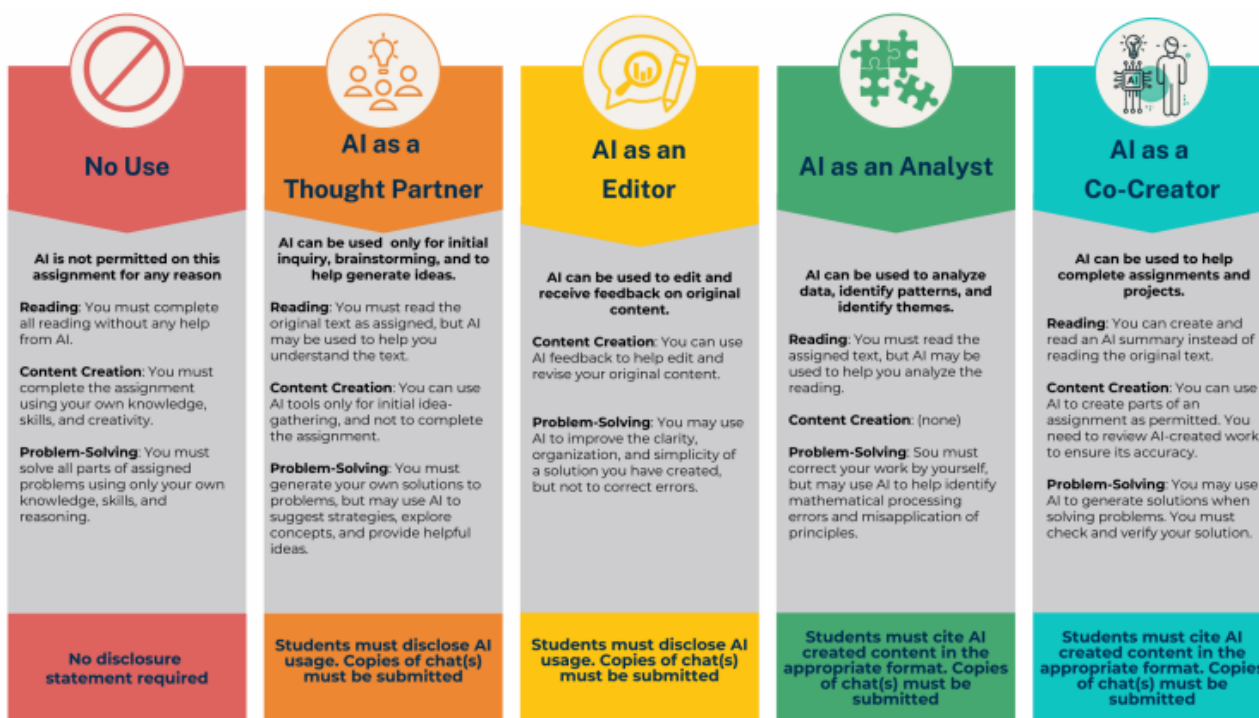 No Use
AI is not permitted on this
assignment for any reason
Reading: You must complete
all reading without any help
from AI.
Content Creation: You must
complete the assignment
using your own knowledge,
skills, and creativity.
Problem-Solving: You must
solve all parts of assigned
problems using only your own
knowledge, skills, and
reasoning.
No disclosure
statement required
AI as a
Thought Partner
AI can be used only for initial
inquiry, brainstorming, and to
help generate ideas.
Reading: You must read the
original text as assigned, but AI
may be used to help you
understand the text.
Content Creation: You can use
AI tools only for initial idea-
gathering, and not to complete
the assignment.
Problem-Solving: You must
generate your own solutions to
problems, but may use AI to
suggest strategies, explore
concepts, and provide helpful
ideas.
Students must disclose AI
usage. Copies of chat(s)
must be submitted
AI as an
Editor
AI can be used to edit and
receive feedback on original
content.
Content Creation: You can use
AI feedback to help edit and
revise your original content.
Problem-Solving: You may use
AI to improve the clarity,
organization, and simplicity of
a solution you have created,
but not to correct errors.
Students must disclose AI
usage. Copies of chat(s)
must be submitted
AI as an Analyst
AI can be used to analyze
data, identify patterns, and
identify themes.
Reading: You must read the
assigned text, but AI may be
used to help you analyze the
reading.
Content Creation: (none)
Problem-Solving: Sou must
correct your work by yourself,
but may use AI to help identify
mathematical processing
errors and misapplication of
principles.
Students must cite AI
created content in the
appropriate format. Copies
of chat(s) must be
submitted
AI
AI as a
Co-Creator
AI can be used to help
complete assignments and
projects.
Reading: You can create and
read an AI summary instead of
reading the original text.
Content Creation: You can use
AI to create parts of an
assignment as permitted. You
need to review AI-created work
to ensure its accuracy.
Problem-Solving: You may use
AI to generate solutions when
solving problems. You must
check and verify your solution.
Students must cite AI
created content in the
appropriate format. Copies
of chat(s) must be
submitted